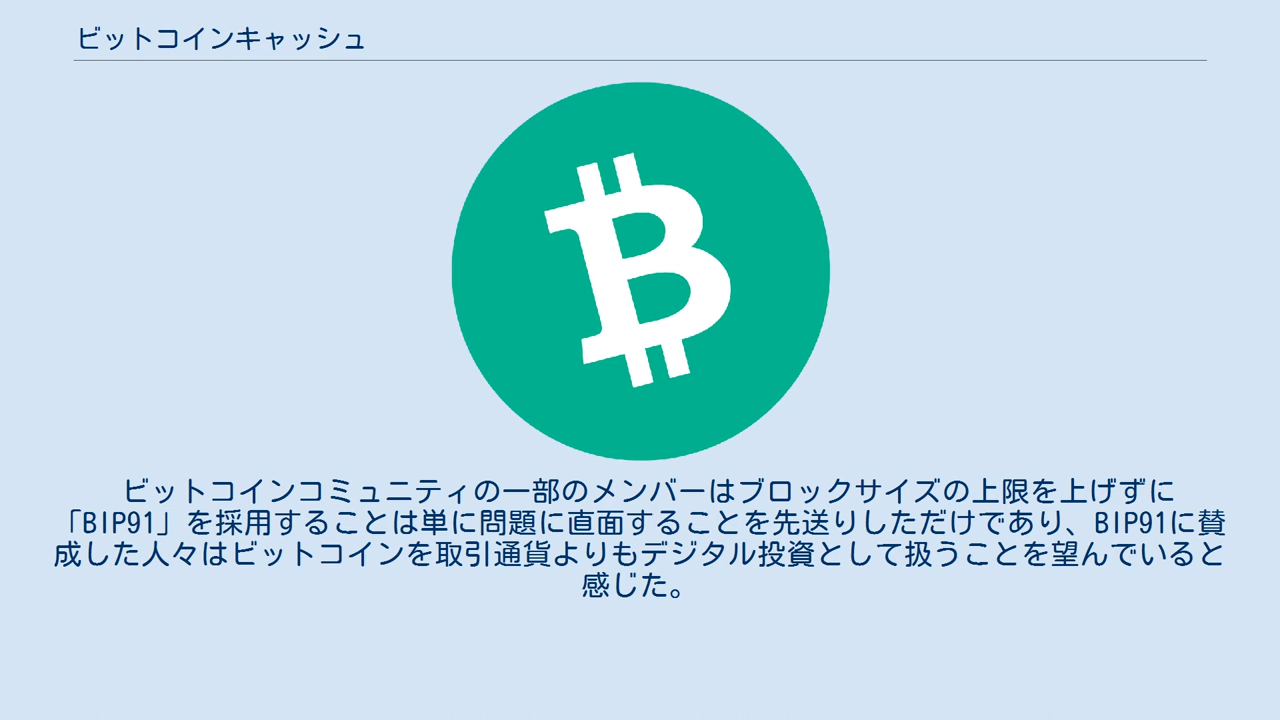 ビットコインキャッシュ
ビットコインコミュニティの一部のメンバーはブロックサイズの上限を上げずに
「BIP91」を採用することは単に問題に直面することを先送りしただけであり、BIP91に賛
成した人々はビットコインを取引通貨よりもデジタル投資として扱うことを望んでいると
感じた。